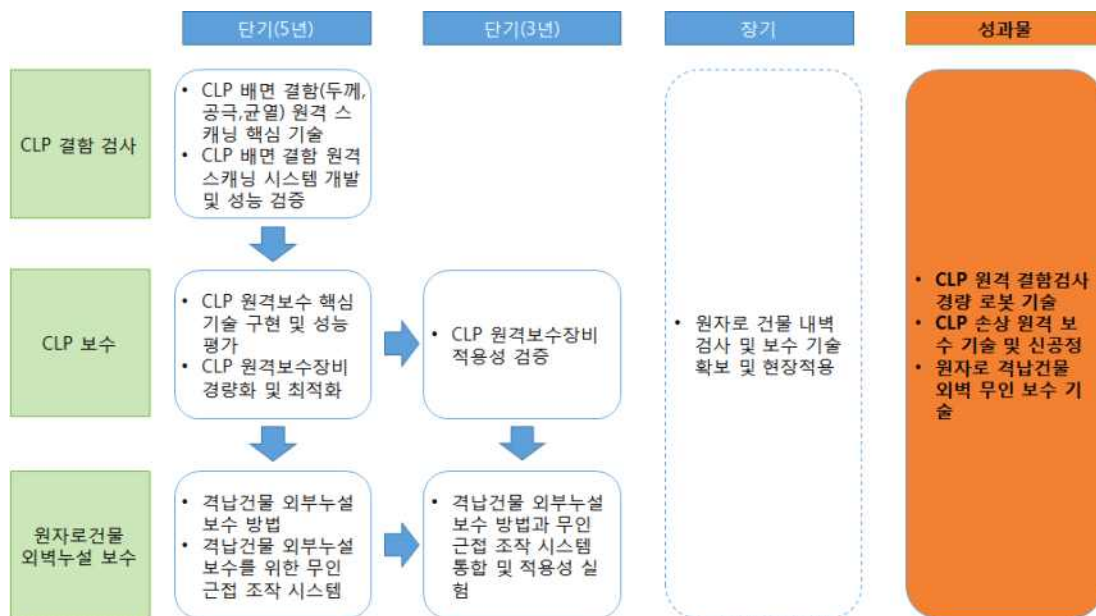 단기(5년)
단기(3년)
장기
성과물
CLP 결함 검사
• CLP 배면 결함(두께,
공극,균열) 원격 스
캐닝 핵심 기술
• CLP 배면 결함 원격
스캐닝 시스템 개발
및 성능 검증
CLP 보수
• CLP 원격보수 핵심
기술 구현 및 성능
평가
• CLP 원격보수장비
경량화 및 최적화
• CLP 원격보수장비
적용성 검증
• 원자로 건물 내벽
검사 및 보수 기술
확보 및 현장적용
• CLP 원격 결함검사
경량 로봇 기술
• CLP 손상 원격 보
수 기술 및 신공정
• 원자로 격납건물
외벽 무인 보수 기
술
원자로건물
외벽누설 보수
• 격납건물 외부누설
보수 방법
• 격납건물 외부누설
보수를 위한 무인
근접 조작 시스템
• 격납건물 외부누설
보수 방법과 무인
근접 조작 시스템
통합 및 적용성 실
험